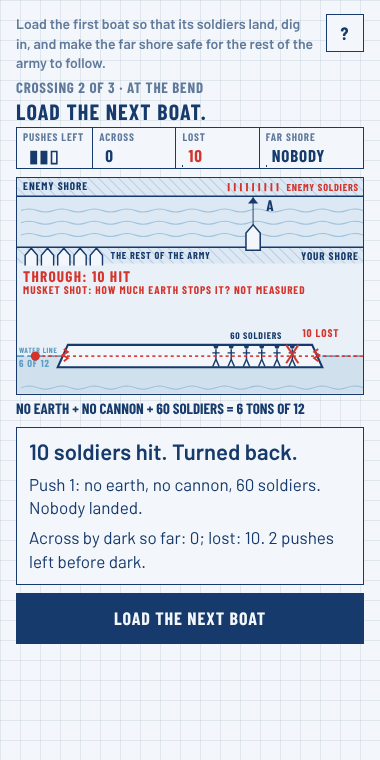 Load the first boat so that its soldiers land, dig
in, and make the far shore safe for the rest of the
army to follow.
?
CROSSING 2 OF 3 · AT THE BEND
LOAD THE NEXT BOAT.
PUSHES LEFT
ACROSS
0
LOST
10
FAR SHORE
NOBODY
ENEMY SHORE
ENEMY SOLDIERS
A
THE REST OF THE ARMY
YOUR SHORE
THROUGH: 10 HIT
MUSKET SHOT: HOW MUCH EARTH STOPS IT? NOT MEASURED
60 SOLDIERS
10 LOST
WATER LINE
6 OF 12
NO EARTH + NO CANNON + 60 SOLDIERS = 6 TONS OF 12
10 soldiers hit. Turned back.
Push 1: no earth, no cannon, 60 soldiers.
Nobody landed.
Across by dark so far: 0; lost: 10. 2 pushes
left before dark.
LOAD THE NEXT BOAT